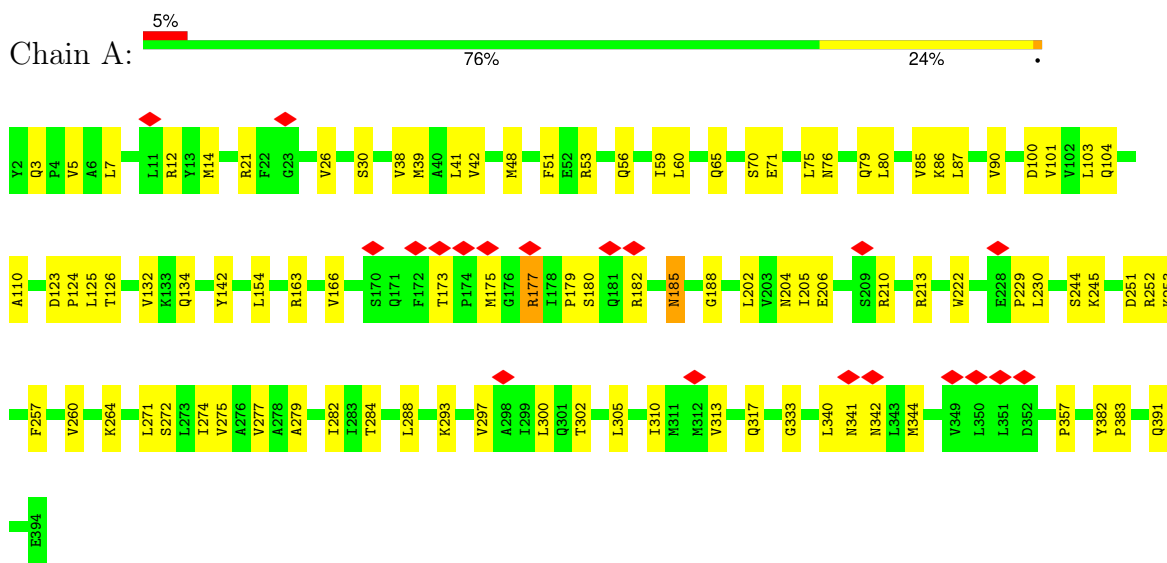 5%
Chain A:
76% 24% •
Y2 Q3 P4 V5 A6 L7 L11 R12 Y13 M14 R21 F22 G23 V26 S30 V38 M39 A40 L41 V42 M48 F51 E52 R53 Q56 I59 L60 Q65 S70 E71 L75 N76 Q79 L80 V85 K86 L87 V90 D100 V101 V102 L103 Q104
A110 D123 P124 L125 T126 V132 K133 Q134 Y142 L154 R163 V166 S170 Q171 F172 T173 P174 M175 G176 R177 I178 P179 S180 Q181 R182 N185 G188 L202 V203 N204 I205 E206 S209 R210 R213 W222 E228 P229 L230 S244 K245 D251 R252
F257 V260 K264 L271 S272 L273 I274 V275 A276 V277 A278 A279 I282 I283 T284 L288 K293 V297 A298 I299 L300 Q301 T302 L305 I310 M311 M312 V313 Q317 G333 L340 N341 N342 L343 M344 V349 L350 L351 D352 P357 Y382 P383 Q391
E394